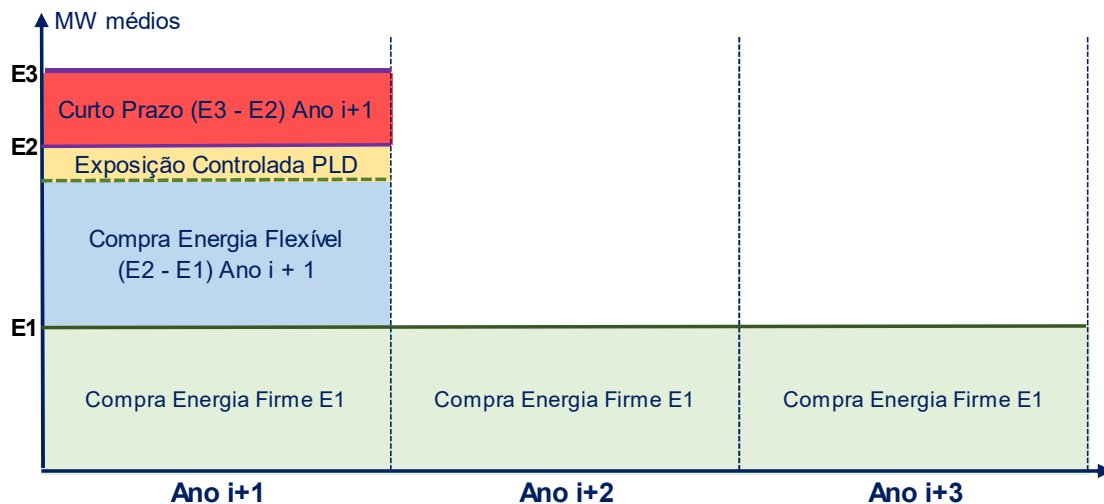 MW médios
E3
Curto Prazo (E3 - E2) Ano i+1
E2
Exposição Controlada PLD
Compra Energia Flexível
(E2 - E1) Ano i + 1
E1
Compra Energia Firme E1
Compra Energia Firme E1
Compra Energia Firme E1
Ano i+1
Ano i+2
Ano i+3